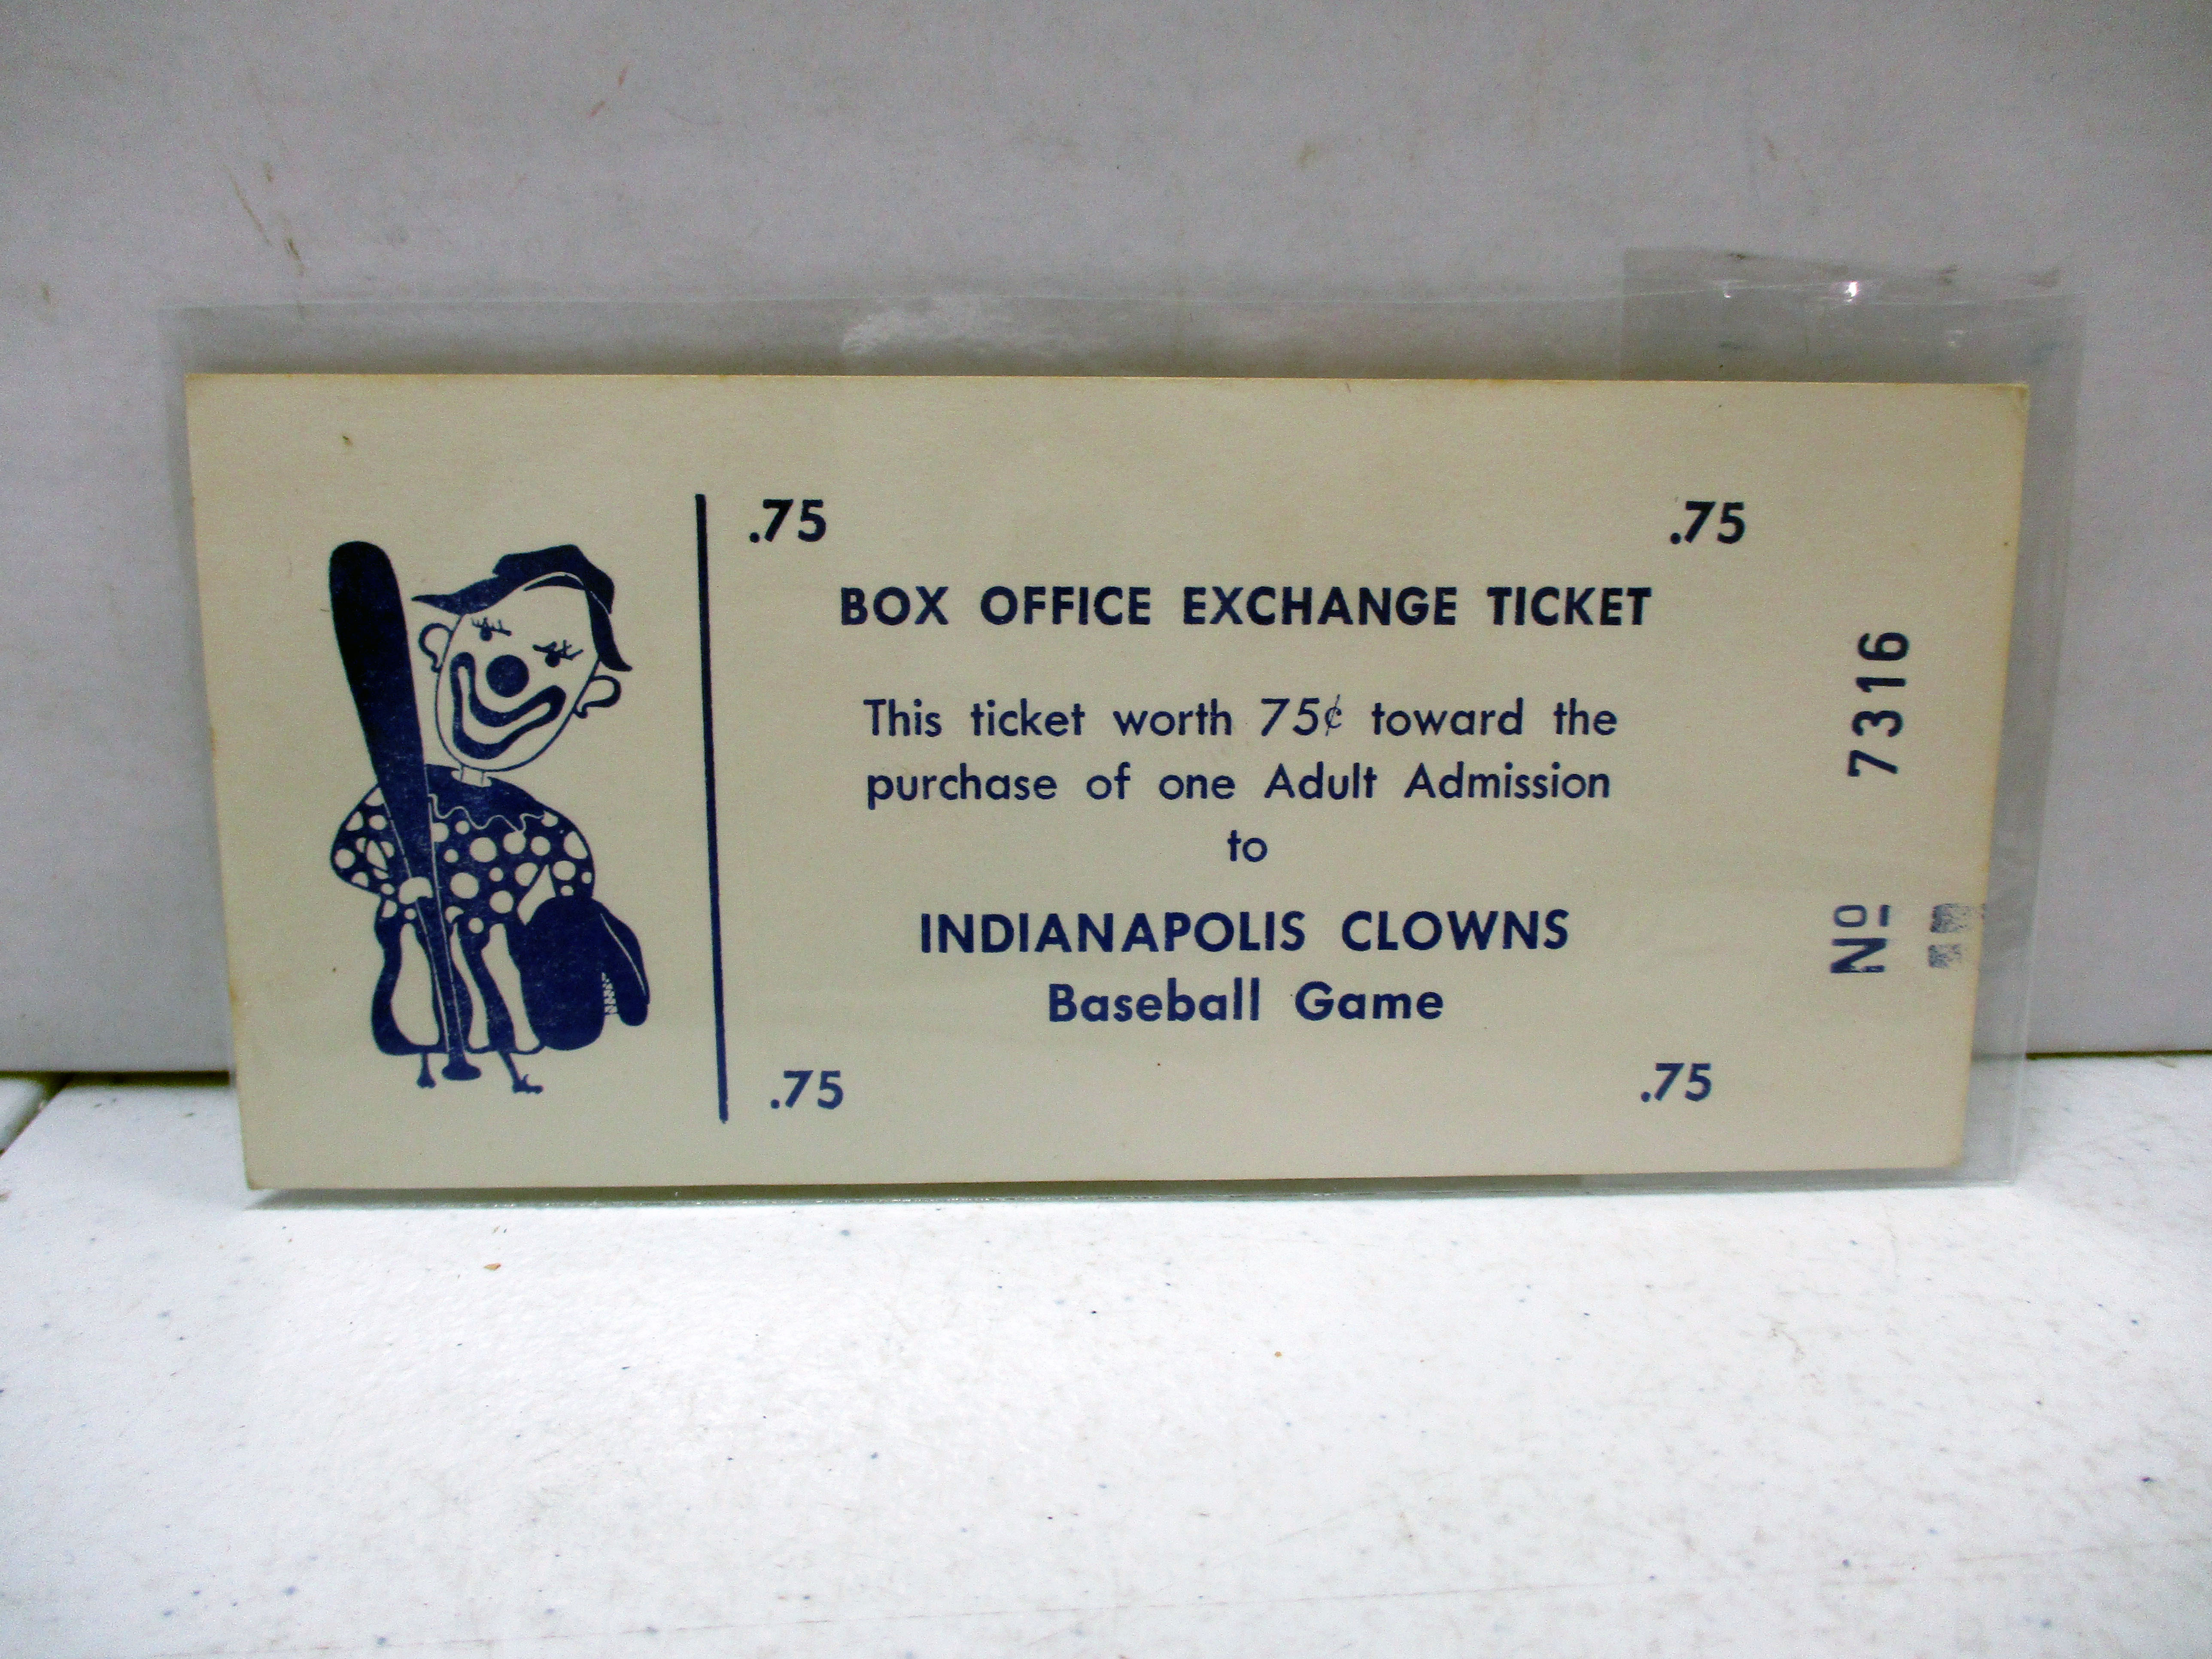 .75 .75
BOX OFFICE EXCHANGE TICKET
This ticket worth 75¢ toward the
purchase of one Adult Admission
to
INDIANAPOLIS CLOWNS
Baseball Game
.75 .75
Nº 7316